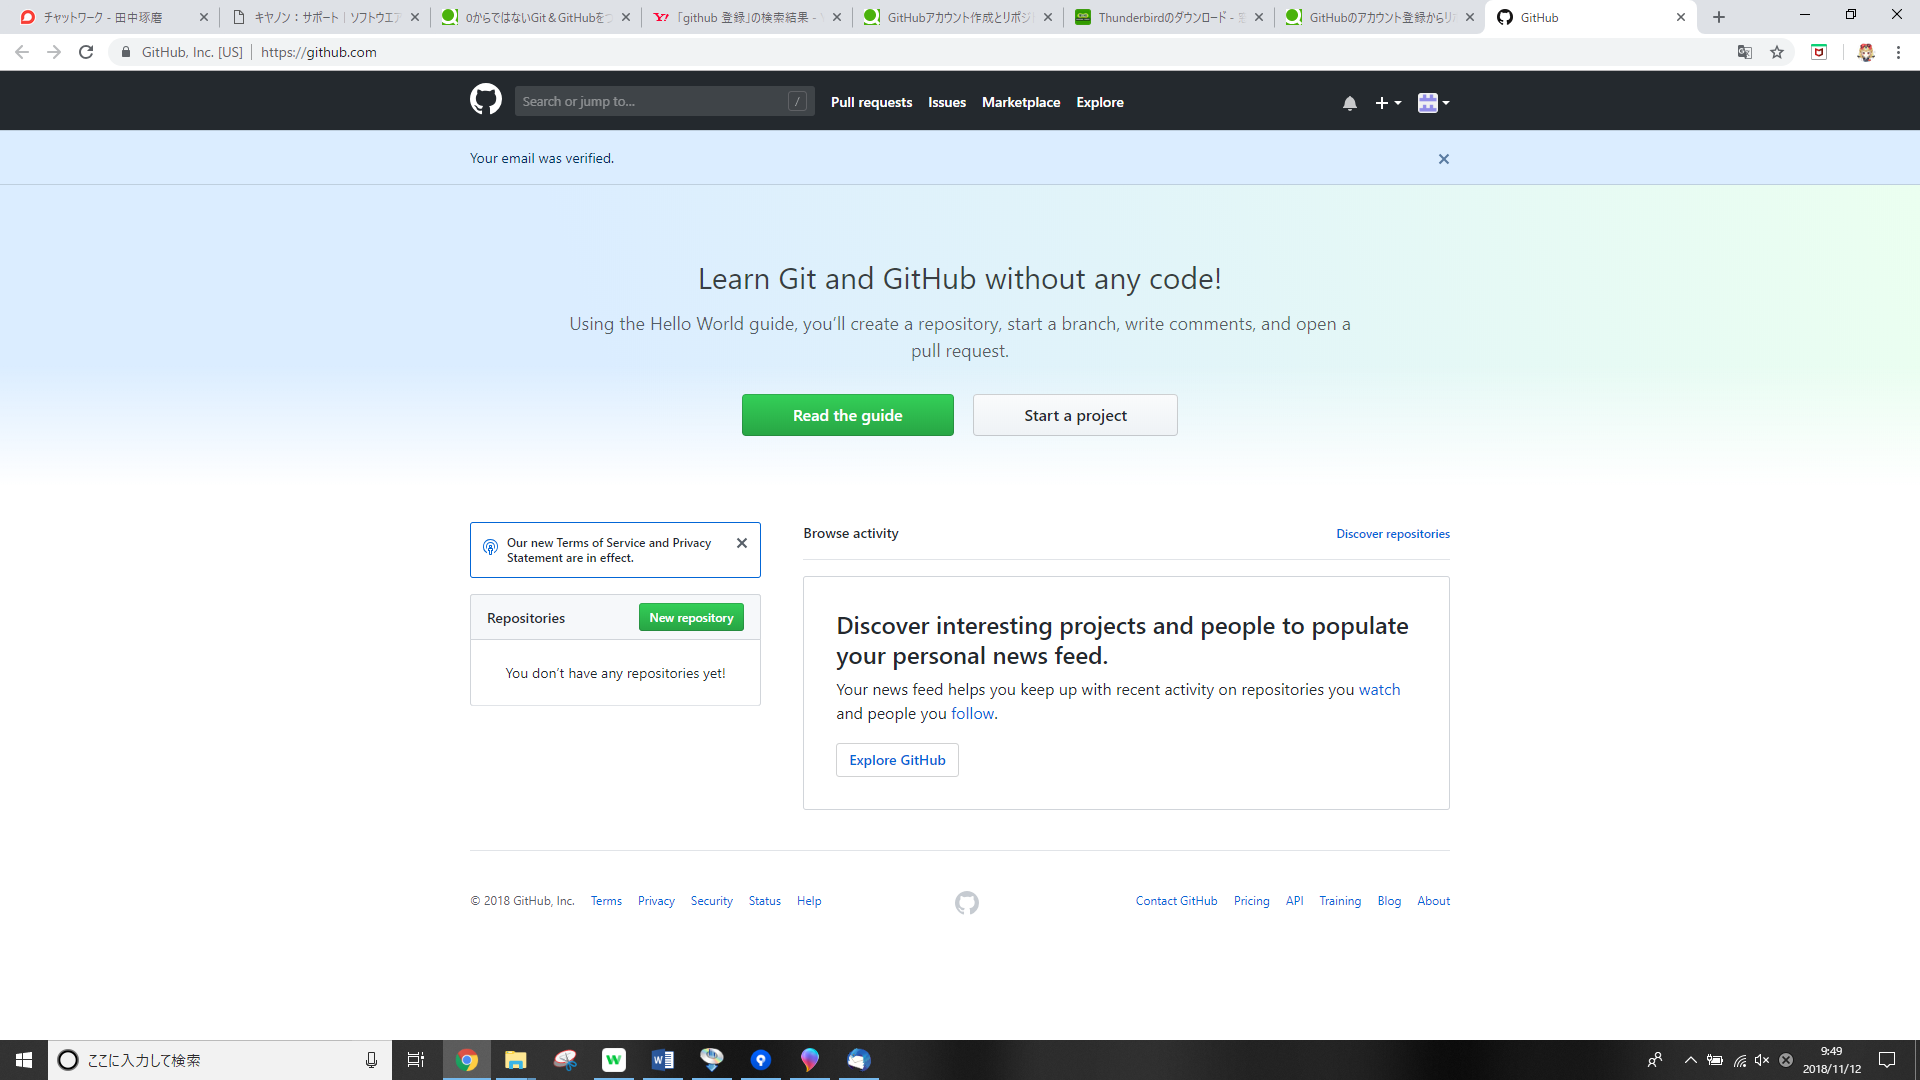 チャットワーク - 田中琢磨
キヤノン：サポート｜ソフトウエア
0からではないGit＆GitHubをつ
「github 登録」の検索結果 -
GitHubアカウント作成とリポジ
Thunderbirdのダウンロード -
GitHubのアカウント登録からリポ
GitHub
GitHub, Inc. [US] https://github.com
Search or jump to... /
Pull requests Issues Marketplace Explore
Your email was verified.
Learn Git and GitHub without any code!
Using the Hello World guide, you’ll create a repository, start a branch, write comments, and open a
pull request.
Read the guide Start a project
Our new Terms of Service and Privacy
Statement are in effect.
Repositories New repository
You don’t have any repositories yet!
Browse activity Discover repositories
Discover interesting projects and people to populate
your personal news feed.
Your news feed helps you keep up with recent activity on repositories you watch
and people you follow.
Explore GitHub
© 2018 GitHub, Inc. Terms Privacy Security Status Help
Contact GitHub Pricing API Training Blog About
ここに入力して検索
9:49
2018/11/12